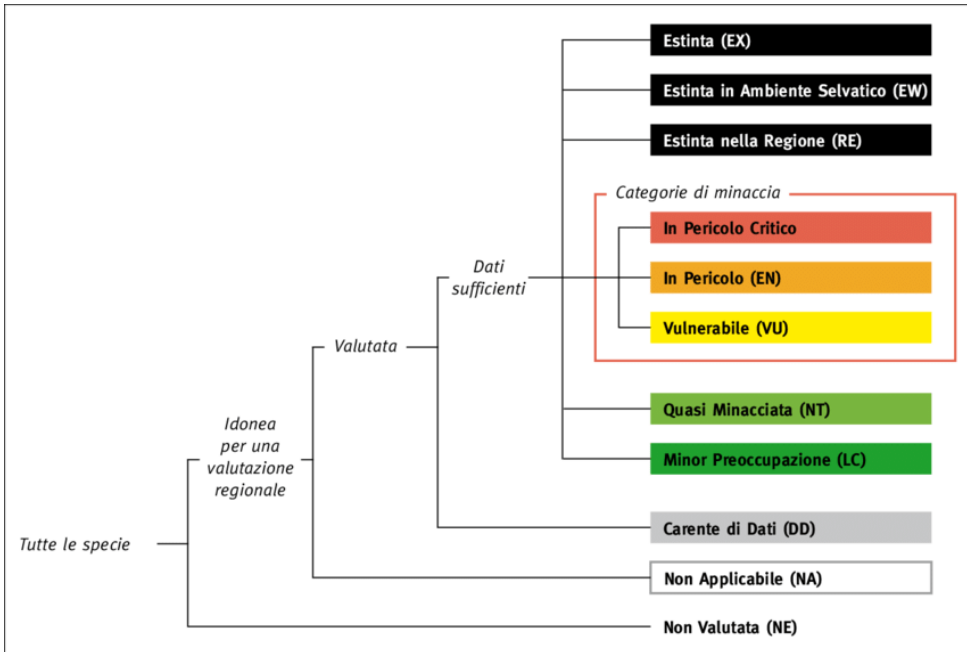 Estinta (EX)
Estinta in Ambiente Selvatico (EW)
Estinta nella Regione (RE)
Categorie di minaccia
In Pericolo Critico
In Pericolo (EN)
Vulnerabile (VU)
Dati
sufficienti
Valutata
Quasi Minacciata (NT)
Minor Preoccupazione (LC)
Idonea
per una
valutazione
regionale
Carente di Dati (DD)
Tutte le specie
Non Applicabile (NA)
Non Valutata (NE)